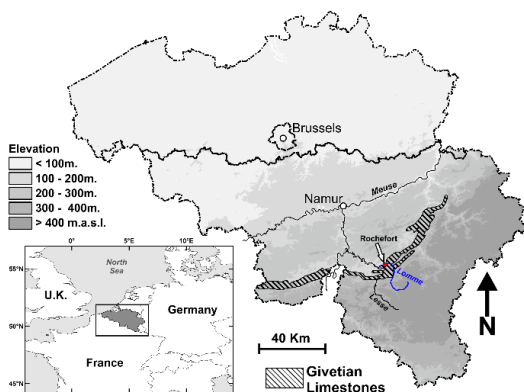 Brussels
Elevation
< 100m.
100 - 200m.
200 - 300m.
300 - 400m.
> 400 m.a.s.l.
Namur
Meuse
Rochefort
Lomme
Lesse
0°
5°E
10°E
North
Sea
55°N
U.K.
Germany
50°N
France
45°N
40 Km
N
Givetian
Limestones